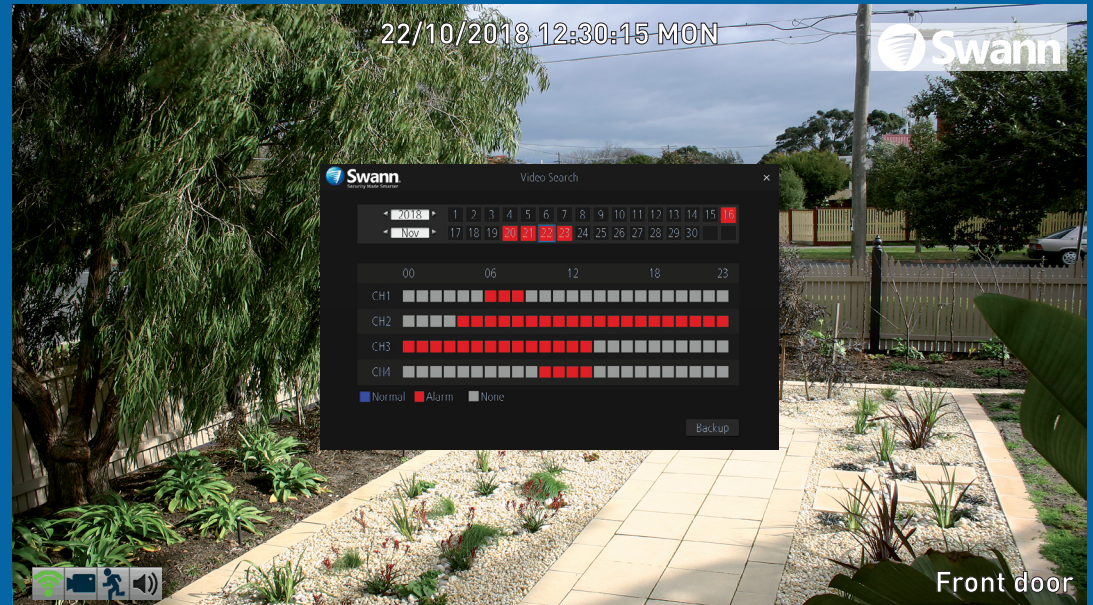 22/10/2018 12:30:15 MON
Swann
Swann
Security Made Smarter
Video Search
×
2018 1 2 3 4 5 6 7 8 9 10 11 12 13 14 15 16
Nov 17 18 19 20 21 22 23 24 25 26 27 28 29 30
00 06 12 18 23
CH1
CH2
CH3
CH4
Normal Alarm None
Backup
Front door